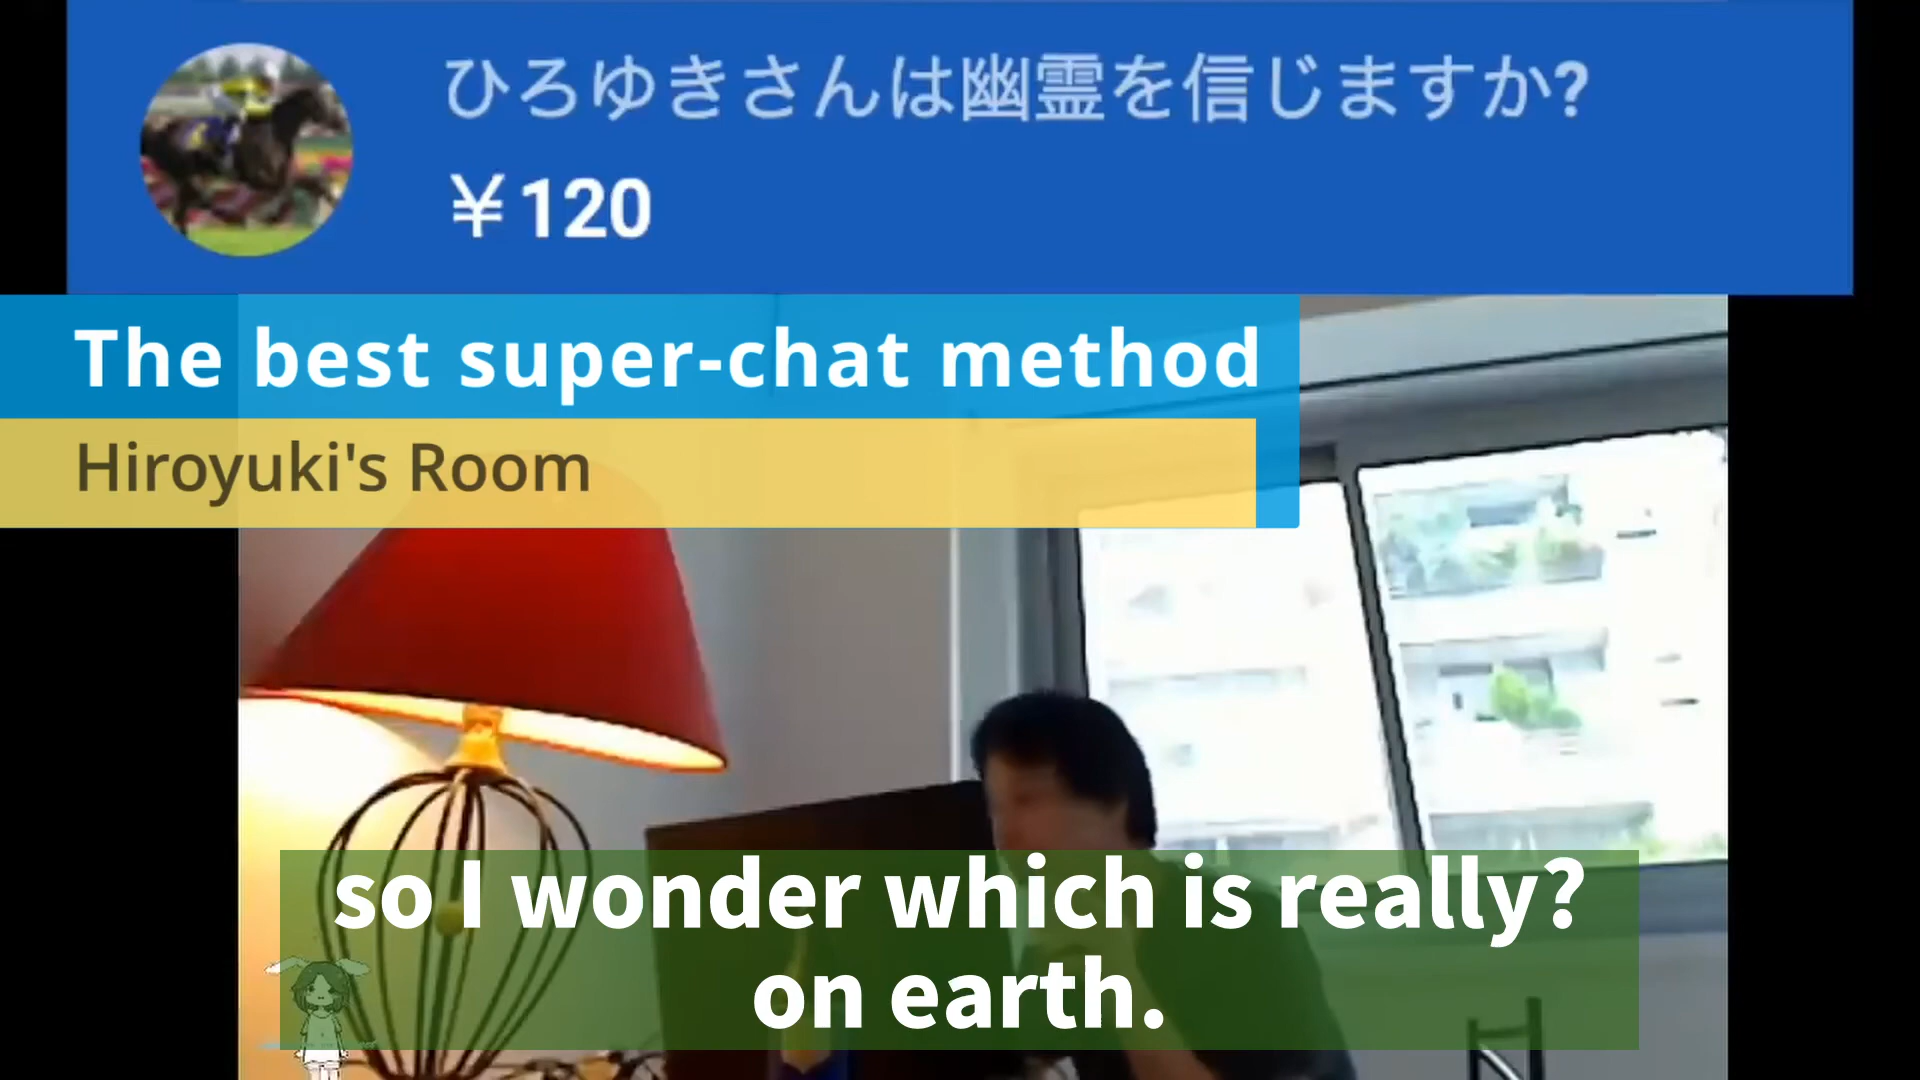 ひろゆきさんは幽霊を信じますか?
￥120
The best super-chat method
Hiroyuki's Room
so I wonder which is really?
on earth.